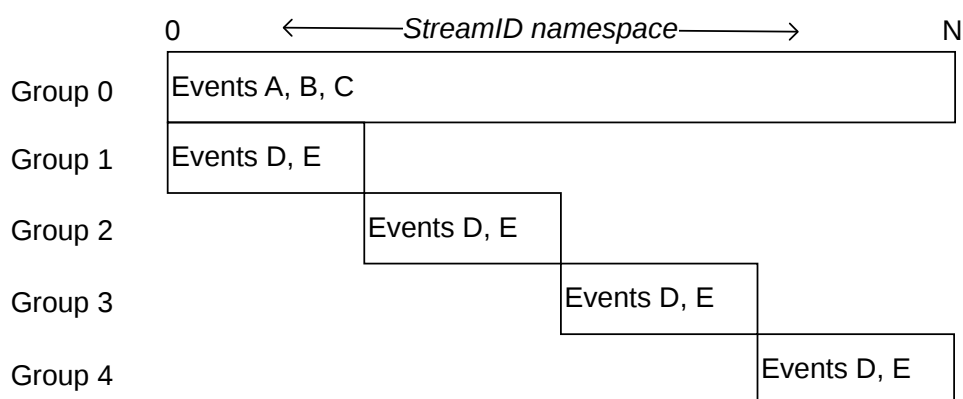 0 StreamID namespace N
Group 0 Events A, B, C
Group 1 Events D, E
Group 2 Events D, E
Group 3 Events D, E
Group 4 Events D, E